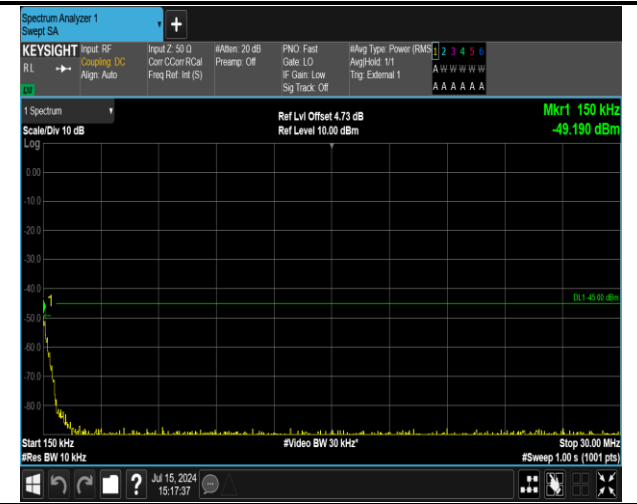 Spectrum Analyzer 1
Swept SA
+
KEYSIGHT
RL
Input: RF
Coupling: DC
Align: Auto
Input Z: 50 Ω
Corr CCorr RCal
Freq Ref: Int (S)
#Atten: 20 dB
Preamp: Off
PNO: Fast
Gate: LO
IF Gain: Low
Sig Track: Off
#Avg Type: Power (RMS
Avg|Hold: 1/1
Trig: External 1
1 2 3 4 5 6
A W W W W W
A A A A A A
1 Spectrum
Scale/Div 10 dB
Log
Ref Lvl Offset 4.73 dB
Ref Level 10.00 dBm
Mkr1 150 kHz
-49.190 dBm
0.00
-10.0
-20.0
-30.0
-40.0
-50.0
-60.0
-70.0
-80.0
1
DL1 -45.00 dBm
Start 150 kHz
#Res BW 10 kHz
#Video BW 30 kHz*
Stop 30.00 MHz
#Sweep 1.00 s (1001 pts)
?
Jul 15, 2024
15:17:37